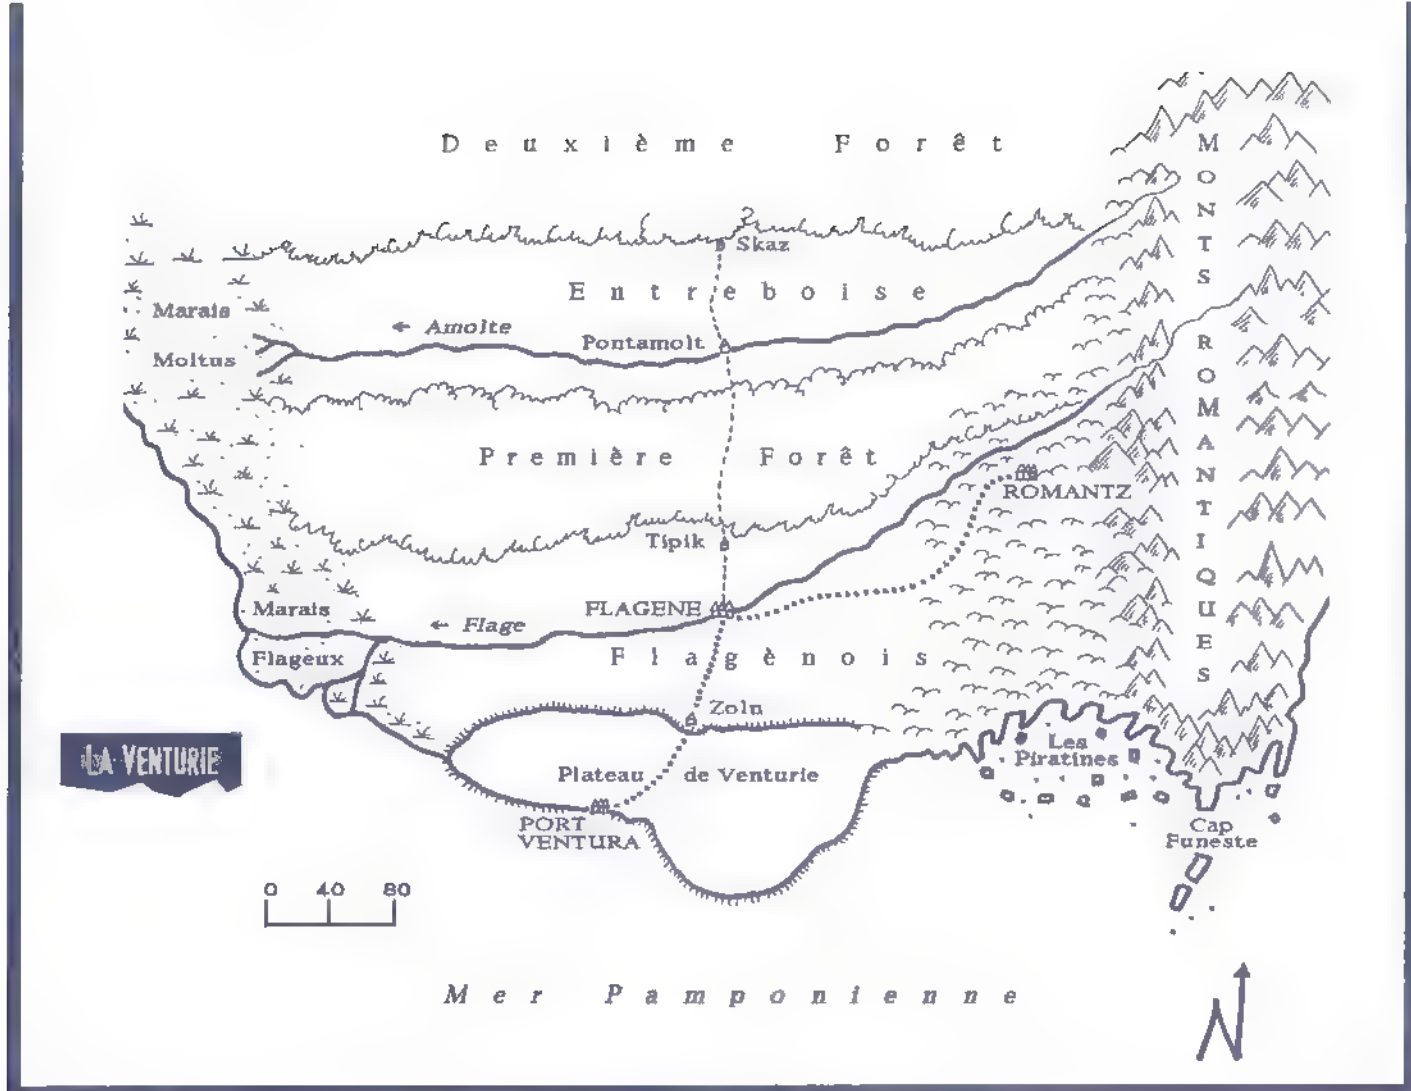 Deuxième Forêt
MONTS ROMANTIQUES
Skaz
Entreboise
Marais
← Amolte
Pontamolt
Moltus
Première Forêt
ROMANTZ
Tipik
Marais
FLAGENE
← Flage
Flageux
Flagènois
Zoln
LA VENTURIE
Les
Piratines
Plateau de Venturie
PORT
VENTURA
Cap
Funeste
0 40 80
Mer Pamponienne
N